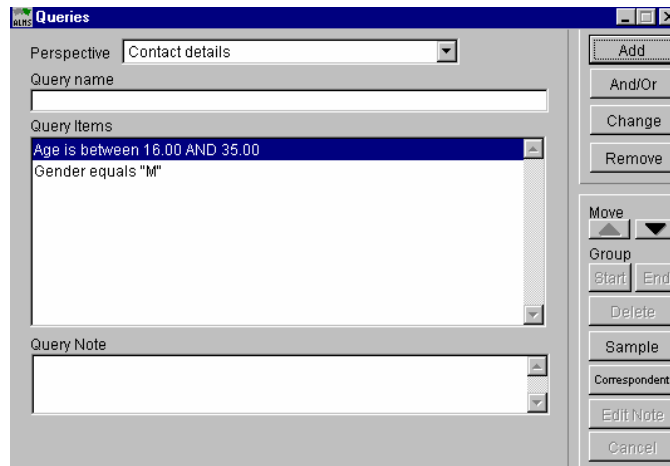 ALMS Queries
Perspective Contact details
Query name
Query Items
Age is between 16.00 AND 35.00
Gender equals "M"
Query Note
Add
And/Or
Change
Remove
Move
Group
Start End
Delete
Sample
Correspondent
Edit Note
Cancel